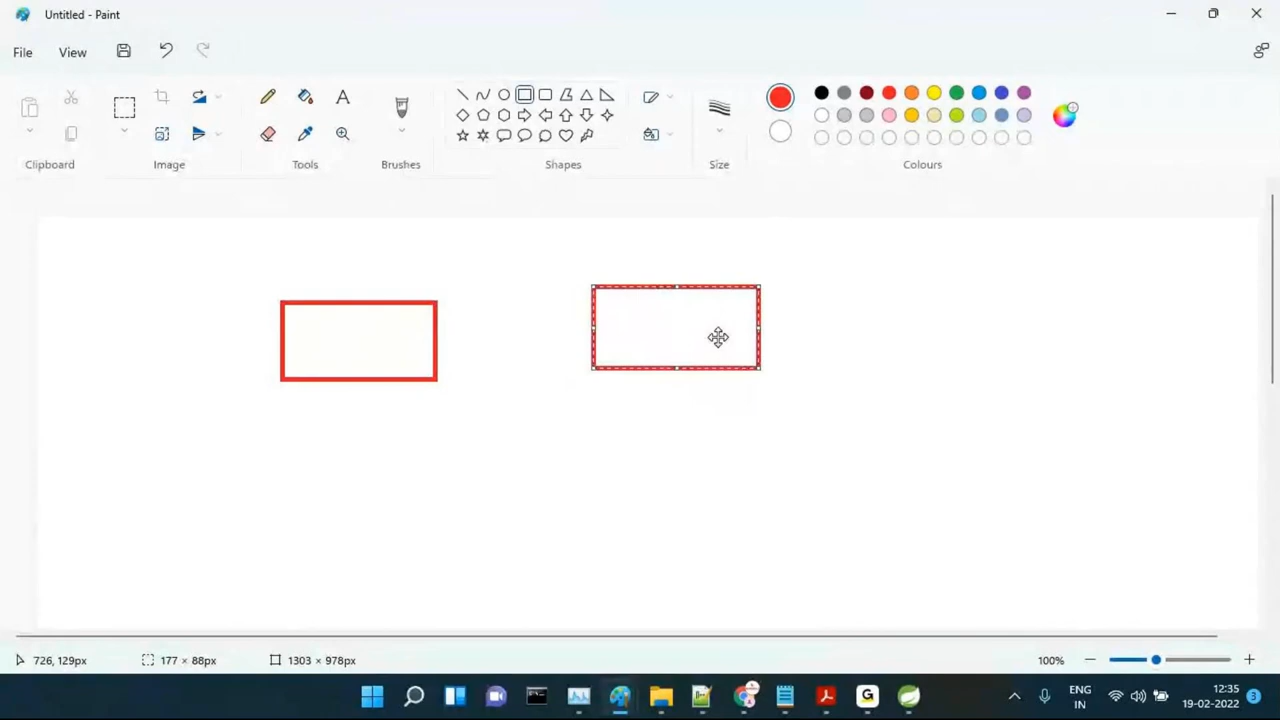 Untitled - Paint
File View
Clipboard Image Tools Brushes Shapes Size Colours
726, 129px 177 × 88px 1303 × 978px 100%
ENG 12:35
IN 19-02-2022 3